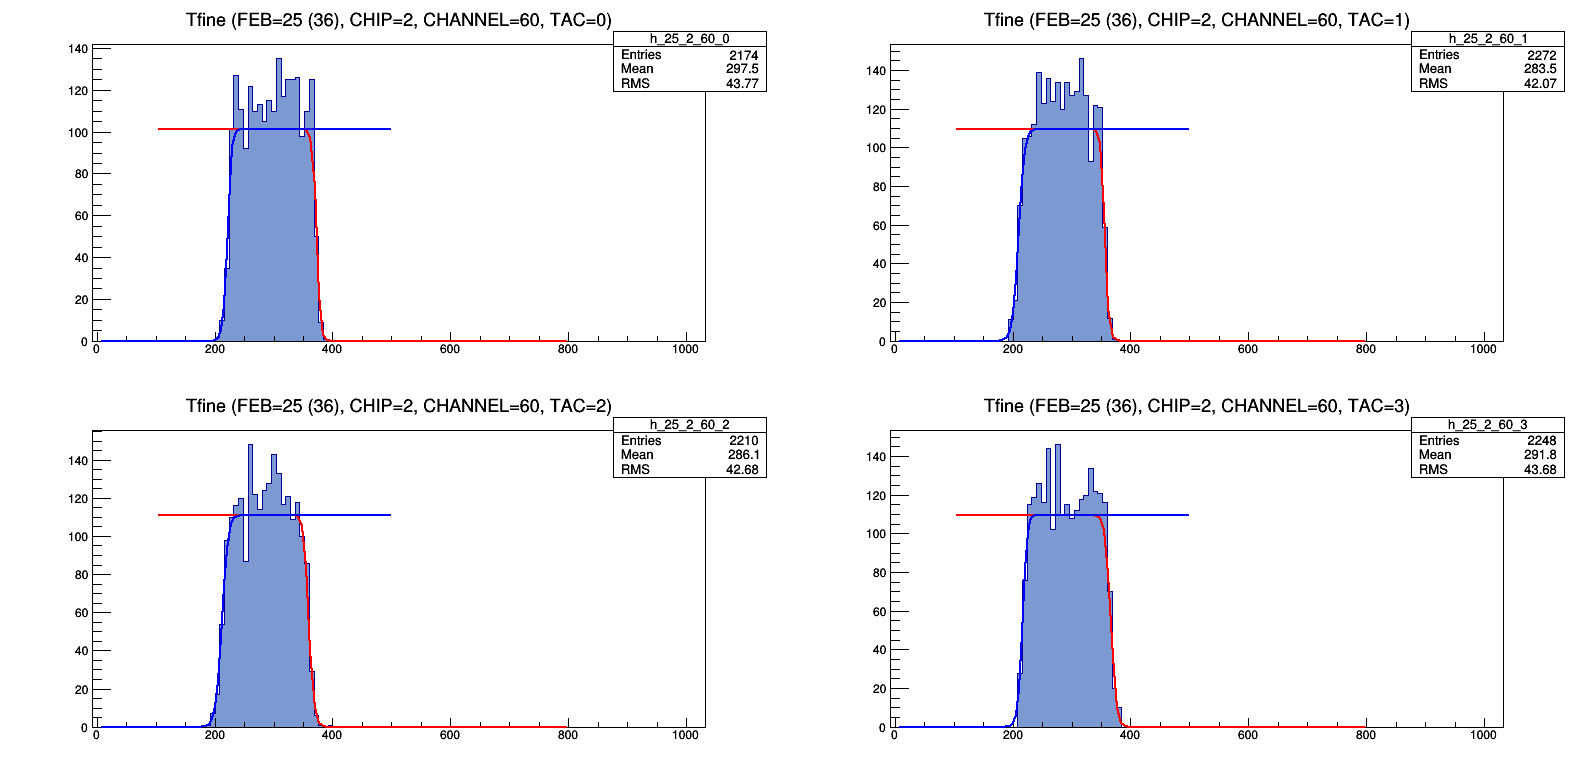 Tfine (FEB=25 (36), CHIP=2, CHANNEL=60, TAC=0)
h_25_2_60_0
Entries 2174
Mean 297.5
RMS 43.77
140
120
100
80
60
40
20
0
0 200 400 600 800 1000
Tfine (FEB=25 (36), CHIP=2, CHANNEL=60, TAC=1)
h_25_2_60_1
Entries 2272
Mean 283.5
RMS 42.07
140
120
100
80
60
40
20
0
0 200 400 600 800 1000
Tfine (FEB=25 (36), CHIP=2, CHANNEL=60, TAC=2)
h_25_2_60_2
Entries 2210
Mean 286.1
RMS 42.68
140
120
100
80
60
40
20
0
0 200 400 600 800 1000
Tfine (FEB=25 (36), CHIP=2, CHANNEL=60, TAC=3)
h_25_2_60_3
Entries 2248
Mean 291.8
RMS 43.68
140
120
100
80
60
40
20
0
0 200 400 600 800 1000